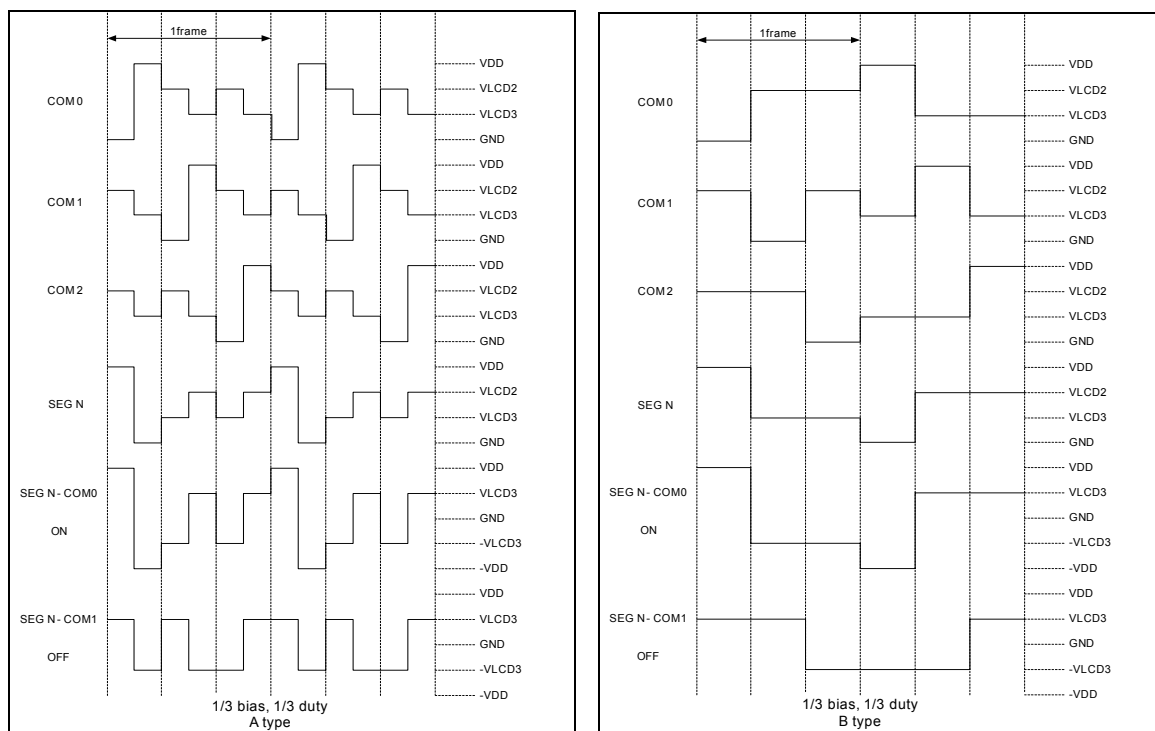 1frame
COM0
VDD
VLCD2
VLCD3
GND
COM1
VDD
VLCD2
VLCD3
GND
COM2
VDD
VLCD2
VLCD3
GND
SEG N
VDD
VLCD2
VLCD3
GND
SEG N - COM0
ON
VDD
VLCD3
GND
-VLCD3
-VDD
SEG N - COM1
OFF
VDD
VLCD3
GND
-VLCD3
-VDD
1/3 bias, 1/3 duty
A type
1frame
COM0
VDD
VLCD2
VLCD3
GND
COM1
VDD
VLCD2
VLCD3
GND
COM2
VDD
VLCD2
VLCD3
GND
SEG N
VDD
VLCD2
VLCD3
GND
SEG N - COM0
ON
VDD
VLCD3
GND
-VLCD3
-VDD
SEG N - COM1
OFF
VDD
VLCD3
GND
-VLCD3
-VDD
1/3 bias, 1/3 duty
B type